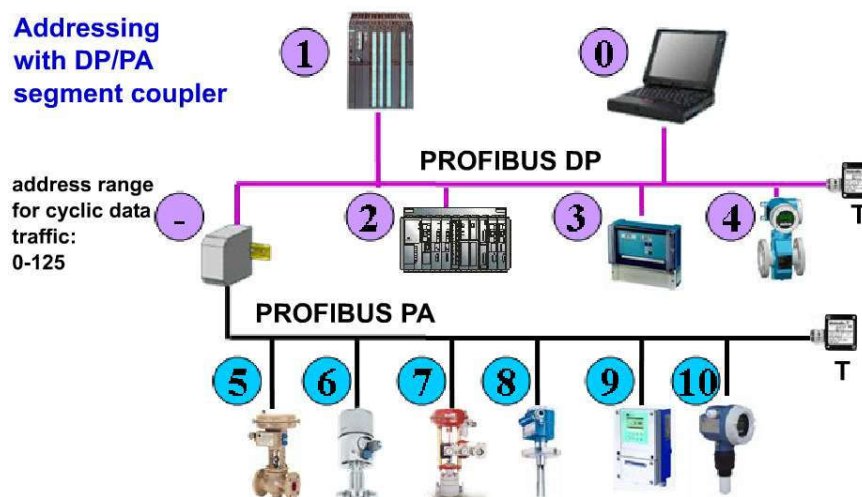 Addressing
with DP/PA
segment coupler
1
0
PROFIBUS DP
address range
for cyclic data
traffic:
0-125
-
2
3
4
T
PROFIBUS PA
T
5
6
7
8
9
10